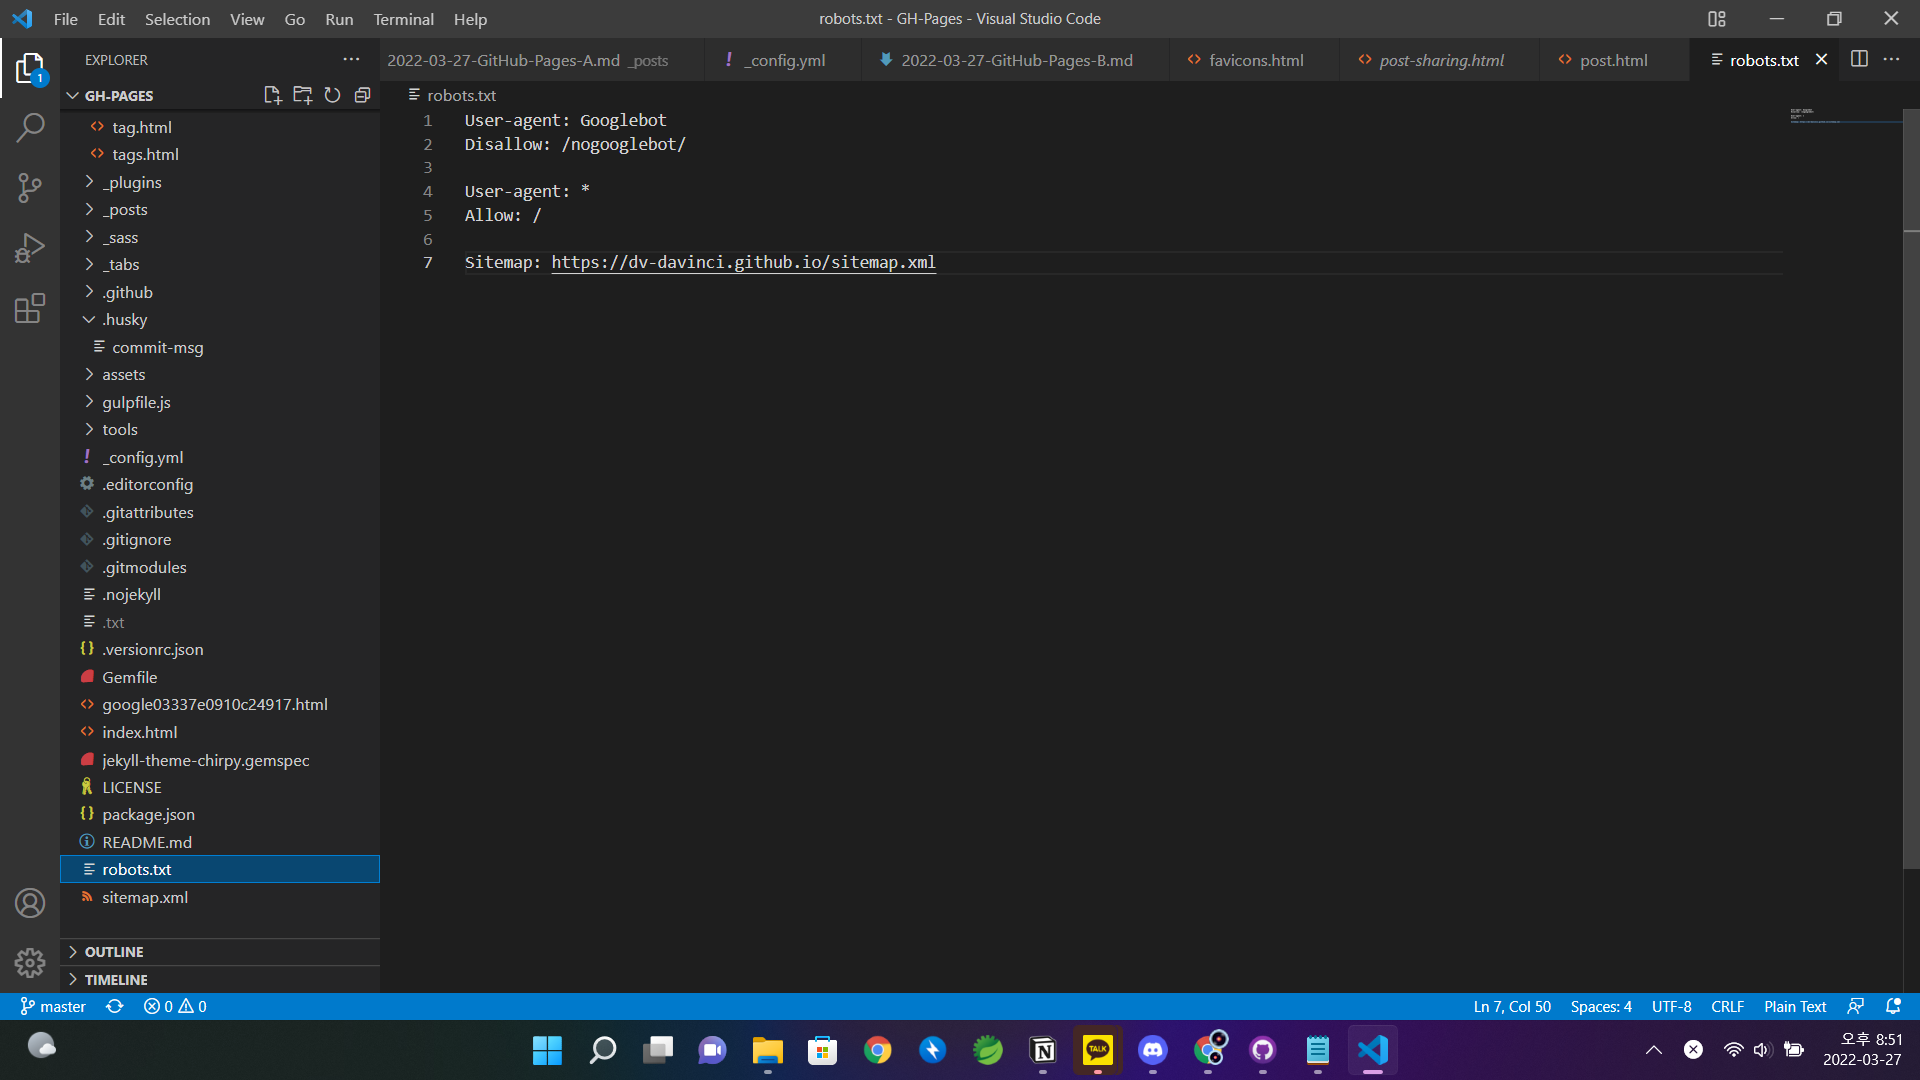 File Edit Selection View Go Run Terminal Help
robots.txt - GH-Pages - Visual Studio Code
EXPLORER
2022-03-27-GitHub-Pages-A.md _posts
! _config.yml
2022-03-27-GitHub-Pages-B.md
<> favicons.html
<> post-sharing.html
<> post.html
robots.txt
1
GH-PAGES
<> tag.html
<> tags.html
_plugins
_posts
_sass
_tabs
.github
.husky
commit-msg
assets
gulpfile.js
tools
! _config.yml
.editorconfig
.gitattributes
.gitignore
.gitmodules
.nojekyll
.txt
{} .versionrc.json
Gemfile
<> google03337e0910c24917.html
<> index.html
jekyll-theme-chirpy.gemspec
LICENSE
{} package.json
README.md
robots.txt
sitemap.xml
OUTLINE
TIMELINE
robots.txt
1 User-agent: Googlebot
2 Disallow: /nogooglebot/
3
4 User-agent: *
5 Allow: /
6
7 Sitemap: https://dv-davinci.github.io/sitemap.xml
master 0 0
Ln 7, Col 50 Spaces: 4 UTF-8 CRLF Plain Text
TALK
오후 8:51
2022-03-27